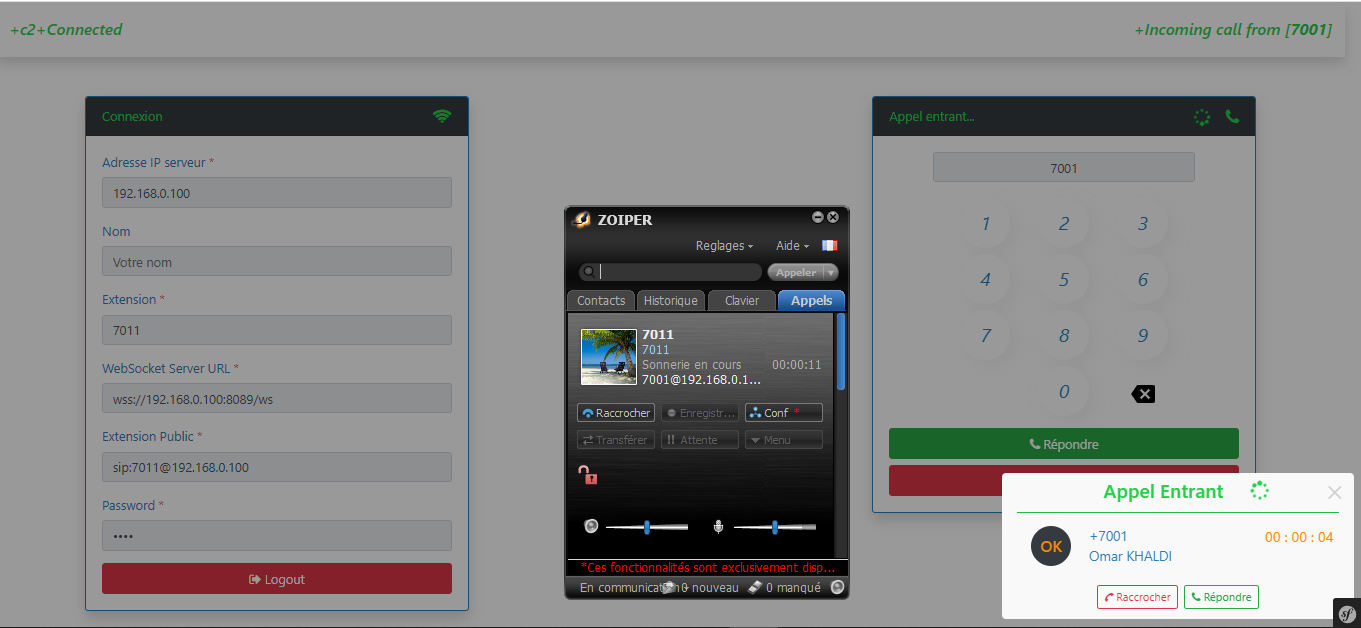 +c2+Connected
+Incoming call from [7001]
Connexion
Adresse IP serveur *
192.168.0.100
Nom
Votre nom
Extension *
7011
WebSocket Server URL *
wss://192.168.0.100:8089/ws
Extension Public *
sip:7011@192.168.0.100
Password *
••••
Logout
ZOIPER
Reglages
Aide
Appeler
Contacts Historique Clavier Appels
7011
7011
Sonnerie en cours 00:00:11
7001@192.168.0.1...
Raccrocher Enregistr... Conf *
Transférer Attente Menu
*Ces fonctionnalités sont exclusivement disp...
En communication 0 nouveau 0 manqué
Appel entrant...
7001
1 2 3
4 5 6
7 8 9
0
Répondre
Appel Entrant
OK
+7001
00 : 00 : 04
Omar KHALDI
Raccrocher Répondre
sf